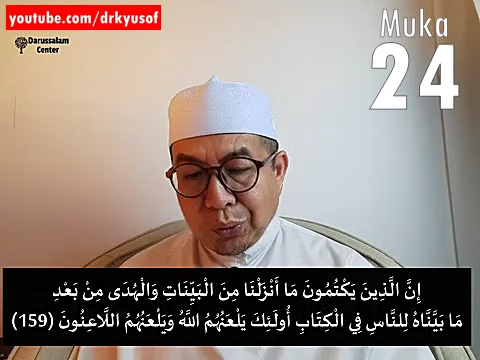 youtube.com/drkyusof
Darussalam
Center
Muka
24
إِنَّ الَّذِينَ يَكْتُمُونَ مَا أَنْزَلْنَا مِنَ الْبَيِّنَاتِ وَالْهُدَى مِنْ بَعْدِ
مَا بَيَّنَّاهُ لِلنَّاسِ فِي الْكِتَابِ أُولَئِكَ يَلْعَنُهُمُ اللَّهُ وَيَلْعَنُهُمُ اللَّاعِنُونَ (159)